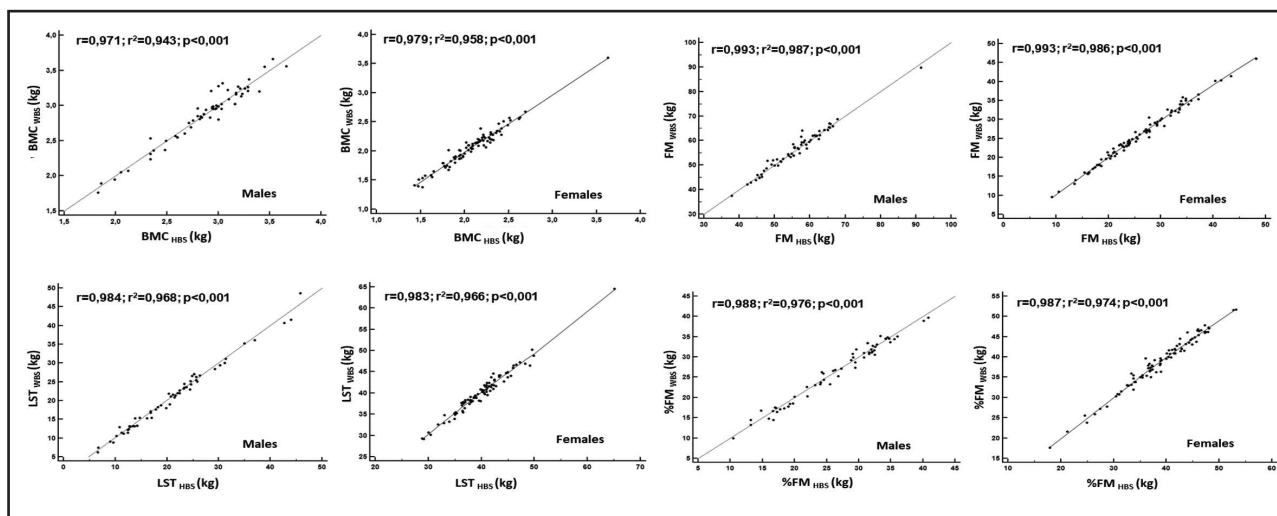 r=0,971; r²=0,943; p<0,001
4,0
3,5
3,0
2,5
2,0
1,5
BMC WBS (kg)
Males
1,5 2,0 2,5 3,0 3,5 4,0
BMC HBS (kg)
r=0,979; r²=0,958; p<0,001
4,0
3,5
3,0
2,5
2,0
1,5
1,0
BMC WBS (kg)
Females
1,0 1,5 2,0 2,5 3,0 3,5 4,0
BMC HBS (kg)
r=0,993; r²=0,987; p<0,001
100
90
80
70
60
50
40
30
FM WBS (kg)
Males
30 40 50 60 70 80 90 100
FM HBS (kg)
r=0,993; r²=0,986; p<0,001
50
45
40
35
30
25
20
15
10
5
FM WBS (kg)
Females
0 10 20 30 40 50
FM HBS (kg)
r=0,984; r²=0,968; p<0,001
50
45
40
35
30
25
20
15
10
5
LST WBS (kg)
Males
0 10 20 30 40 50
LST HBS (kg)
r=0,983; r²=0,966; p<0,001
65
60
55
50
45
40
35
30
25
LST WBS (kg)
Females
20 30 40 50 60 70
LST HBS (kg)
r=0,988; r²=0,976; p<0,001
45
40
35
30
25
20
15
10
5
%FM WBS (kg)
Males
5 15 25 35 45
%FM HBS (kg)
r=0,987; r²=0,974; p<0,001
55
50
45
40
35
30
25
20
15
%FM WBS (kg)
Females
10 20 30 40 50 60
%FM HBS (kg)